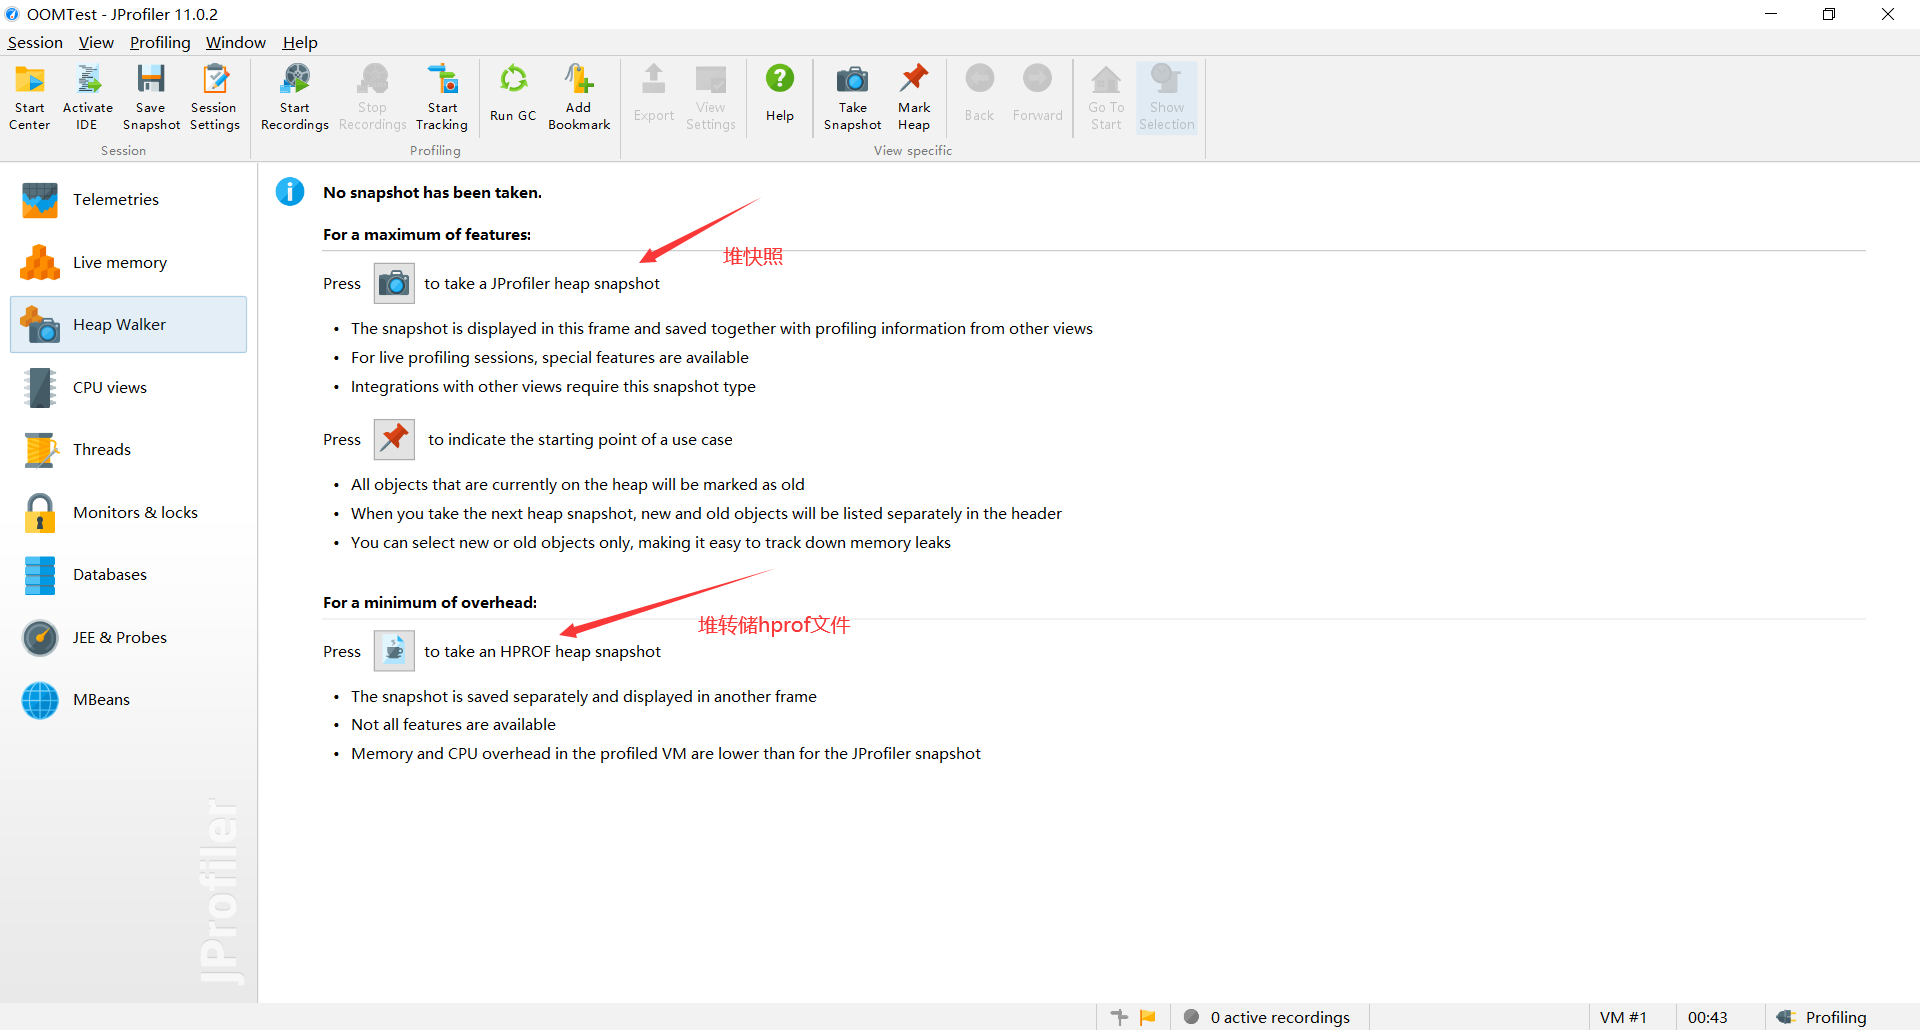 OOMTest - JProfiler 11.0.2
Session View Profiling Window Help
Start Center
Activate IDE
Save Snapshot
Session Settings
Start Recordings
Stop Recordings
Start Tracking
Run GC
Add Bookmark
Export
View Settings
Help
Take Snapshot
Mark Heap
Back
Forward
Go To Start
Show Selection
Session
Profiling
View specific
Telemetries
Live memory
Heap Walker
CPU views
Threads
Monitors & locks
Databases
JEE & Probes
MBeans
JProfiler
No snapshot has been taken.
For a maximum of features:
堆快照
Press to take a JProfiler heap snapshot
• The snapshot is displayed in this frame and saved together with profiling information from other views
• For live profiling sessions, special features are available
• Integrations with other views require this snapshot type
Press to indicate the starting point of a use case
• All objects that are currently on the heap will be marked as old
• When you take the next heap snapshot, new and old objects will be listed separately in the header
• You can select new or old objects only, making it easy to track down memory leaks
For a minimum of overhead:
堆转储hprof文件
Press to take an HPROF heap snapshot
• The snapshot is saved separately and displayed in another frame
• Not all features are available
• Memory and CPU overhead in the profiled VM are lower than for the JProfiler snapshot
0 active recordings
VM #1
00:43
Profiling